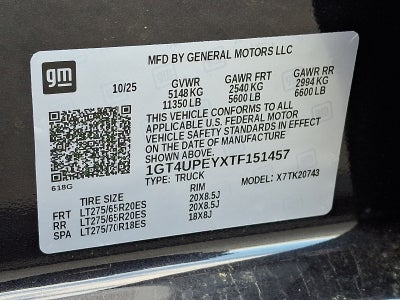 gm
MFD BY GENERAL MOTORS LLC
10/25 GVWR GAWR FRT GAWR RR
5148 KG 2540 KG 2994 KG
11350 LB 5600 LB 6600 LB
THIS VEHICLE CONFORMS TO ALL
APPLICABLE U.S. FEDERAL MOTOR
VEHICLE SAFETY STANDARDS IN
EFFECT ON THE DATE OF
MANUFACTURE SHOWN ABOVE.
1GT4UPEYXTF151457
618G TYPE: TRUCK MODEL: X7TK20743
TIRE SIZE RIM
FRT LT275/65R20ES 20X8.5J
RR LT275/65R20ES 20X8.5J
SPA LT275/70R18ES 18X8J